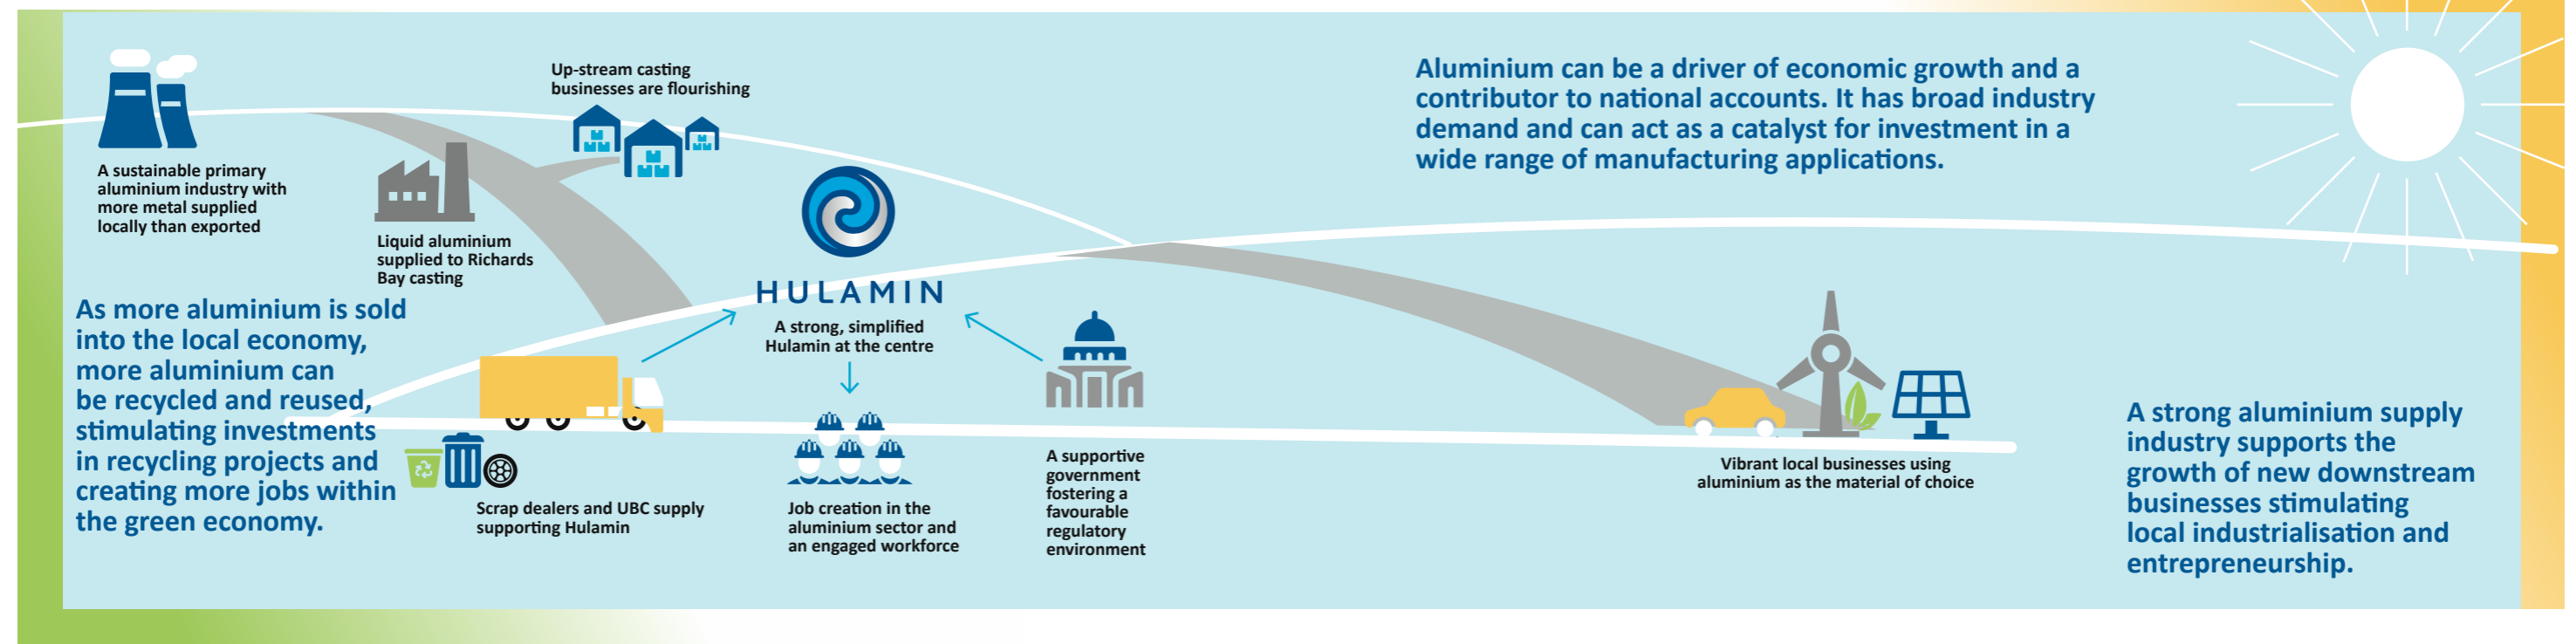 Up-stream casting
businesses are flourishing
Aluminium can be a driver of economic growth and a
contributor to national accounts. It has broad industry
demand and can act as a catalyst for investment in a
wide range of manufacturing applications.
A sustainable primary
aluminium industry with
more metal supplied
locally than exported
Liquid aluminium
supplied to Richards
Bay casting
HULAMIN
A strong, simplified
Hulamin at the centre
As more aluminium is sold
into the local economy,
more aluminium can
be recycled and reused,
stimulating investments
in recycling projects and
creating more jobs within
the green economy.
Scrap dealers and UBC supply
supporting Hulamin
Job creation in the
aluminium sector and
an engaged workforce
A supportive
government
fostering a
favourable
regulatory
environment
Vibrant local businesses using
aluminium as the material of choice
A strong aluminium supply
industry supports the
growth of new downstream
businesses stimulating
local industrialisation and
entrepreneurship.